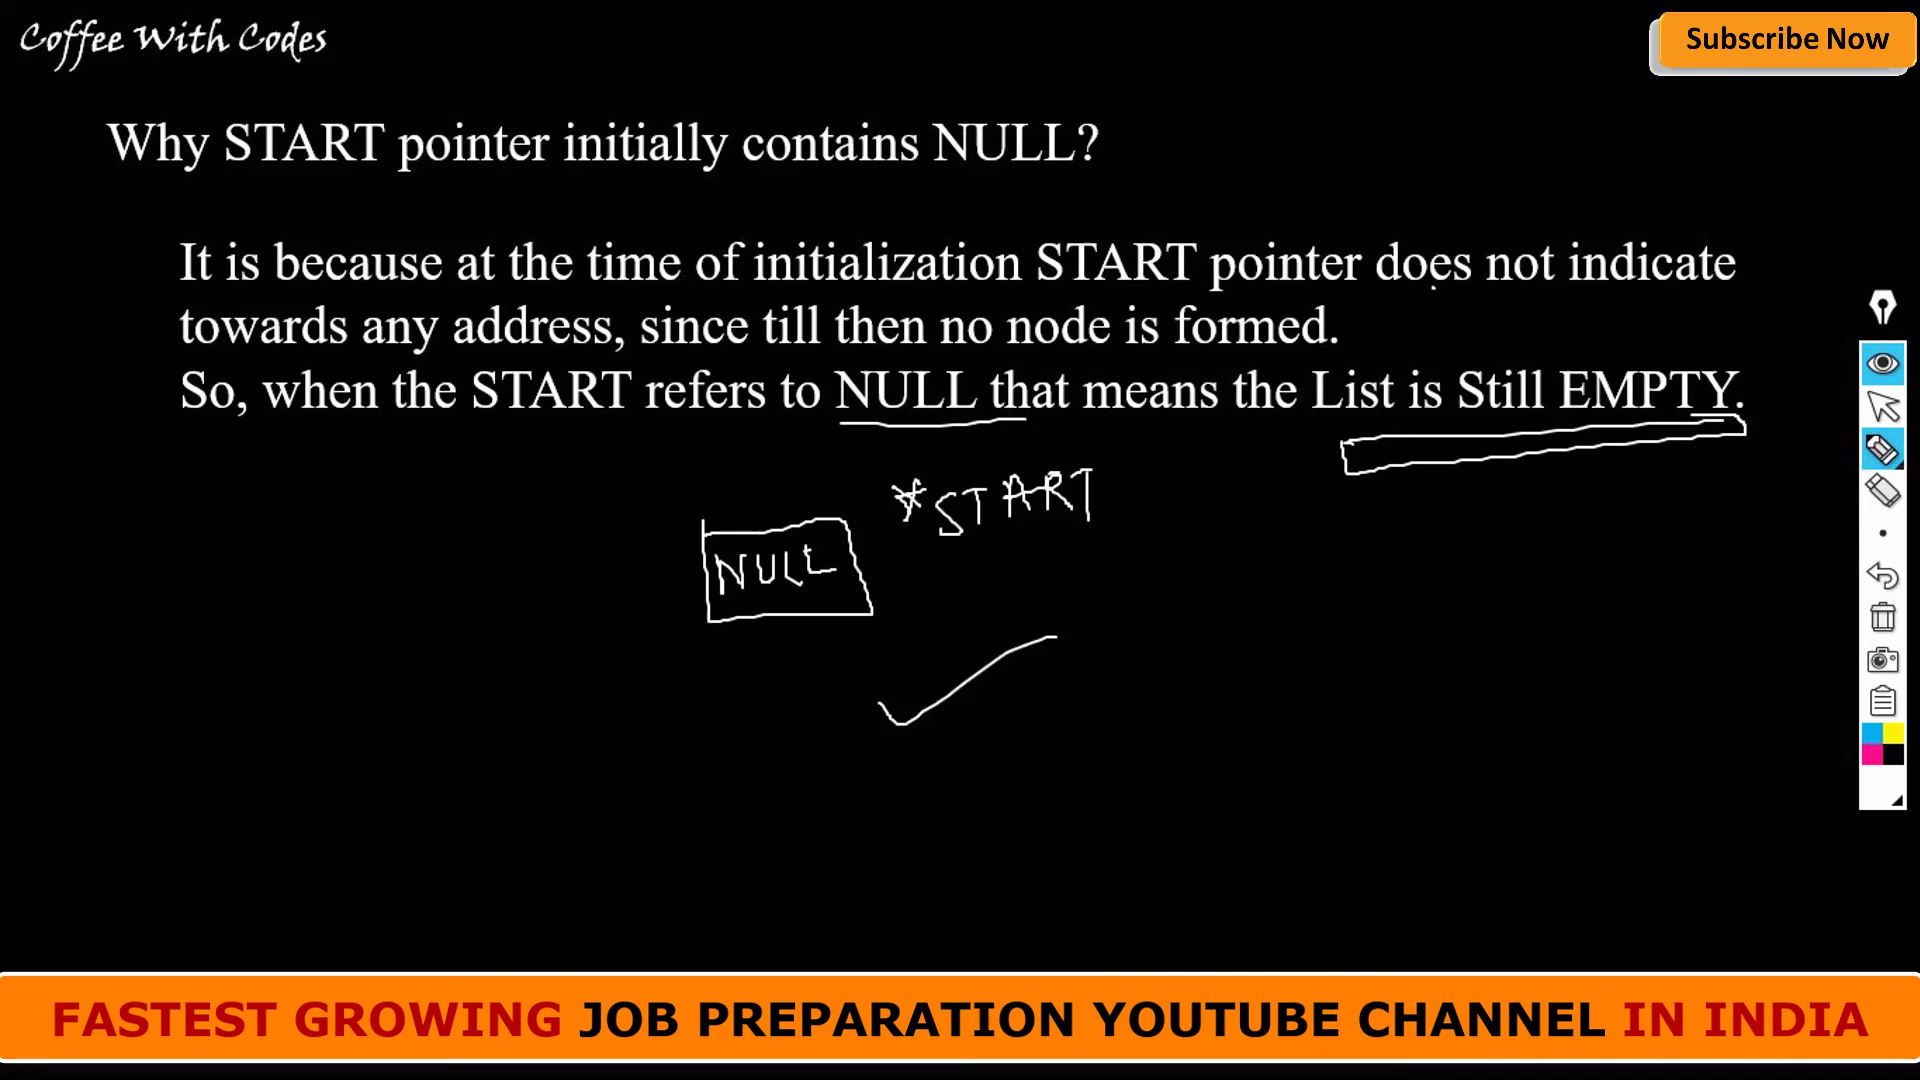 Coffee With Codes
Subscribe Now
Why START pointer initially contains NULL?
It is because at the time of initialization START pointer does not indicate
towards any address, since till then no node is formed.
So, when the START refers to NULL that means the List is Still EMPTY.
*START
NULL
FASTEST GROWING JOB PREPARATION YOUTUBE CHANNEL IN INDIA